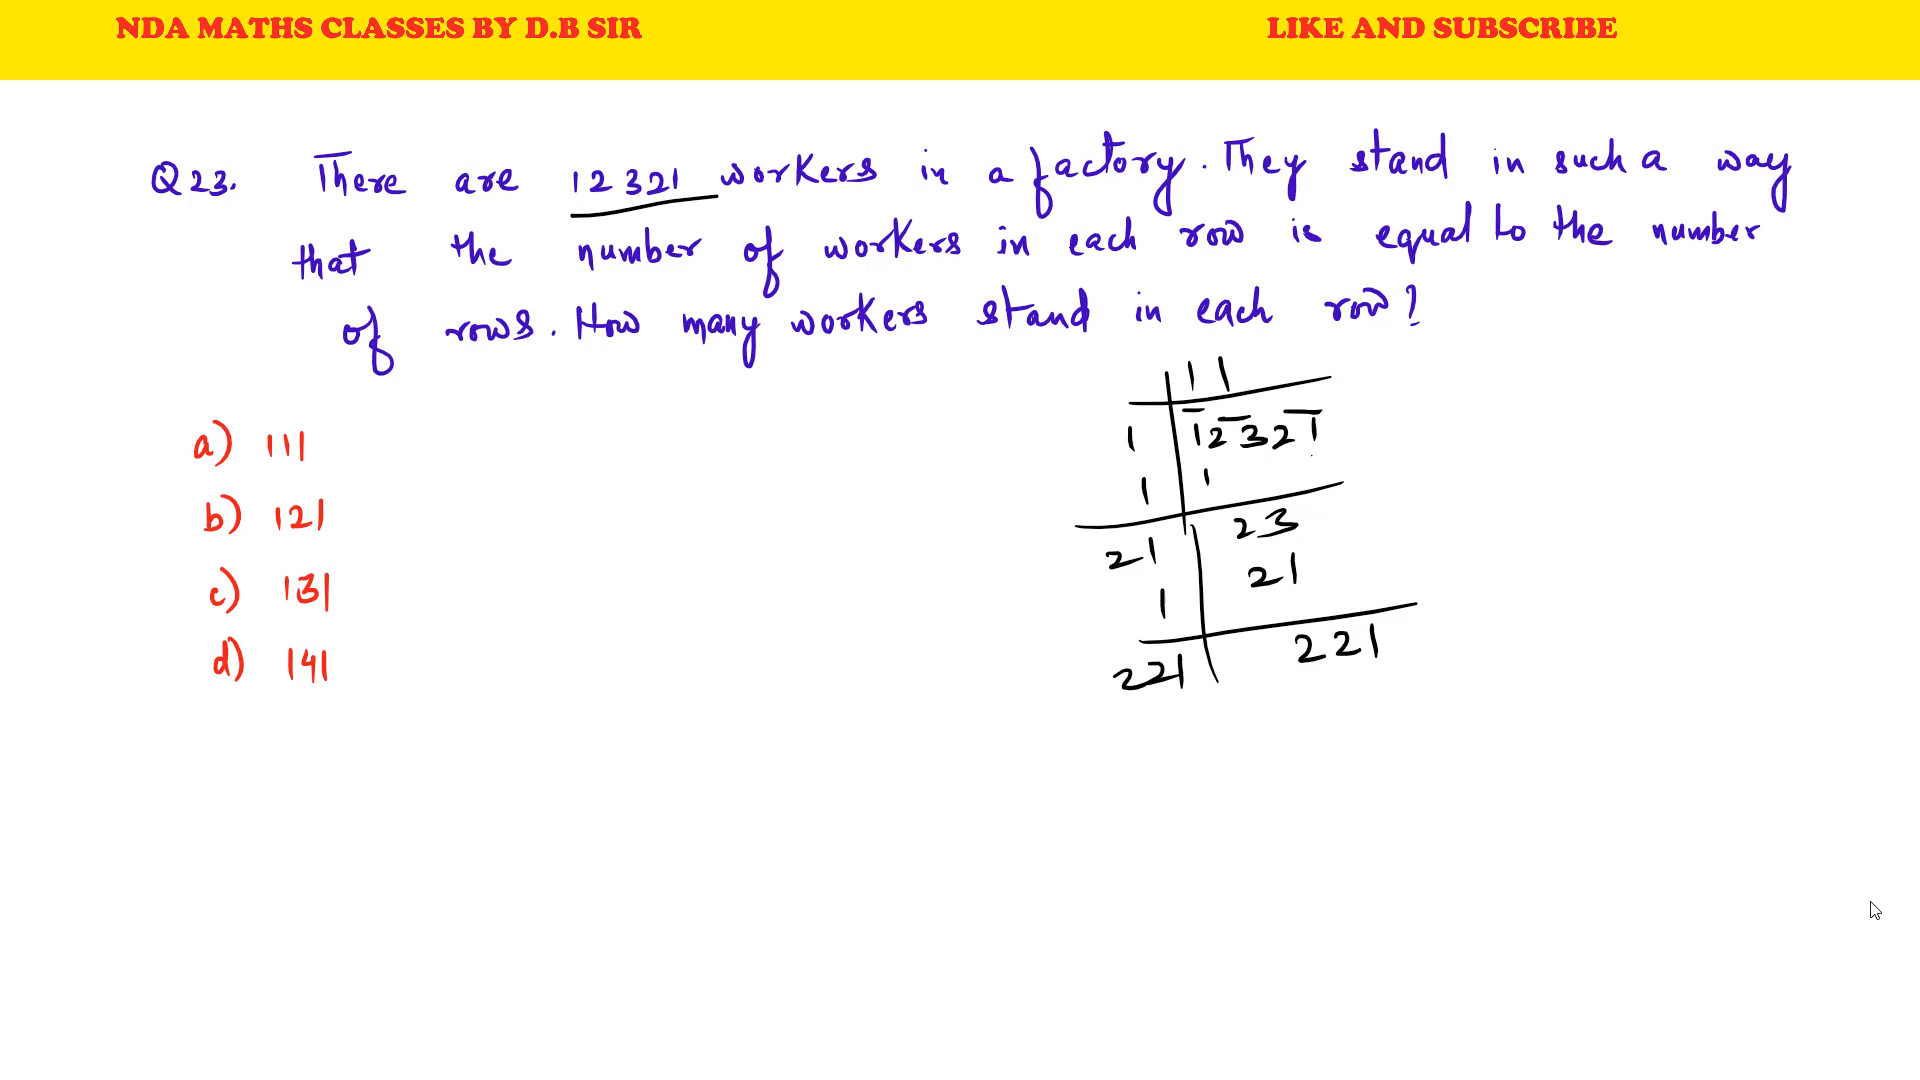 NDA MATHS CLASSES BY D.B SIR
LIKE AND SUBSCRIBE
Q23. There are 12321 workers in a factory. They stand in such a way
that the number of workers in each row is equal to the number
of rows. How many workers stand in each row?
a) 111
b) 121
c) 131
d) 141
11
1 12321
1 1
21 23
1 21
221 221